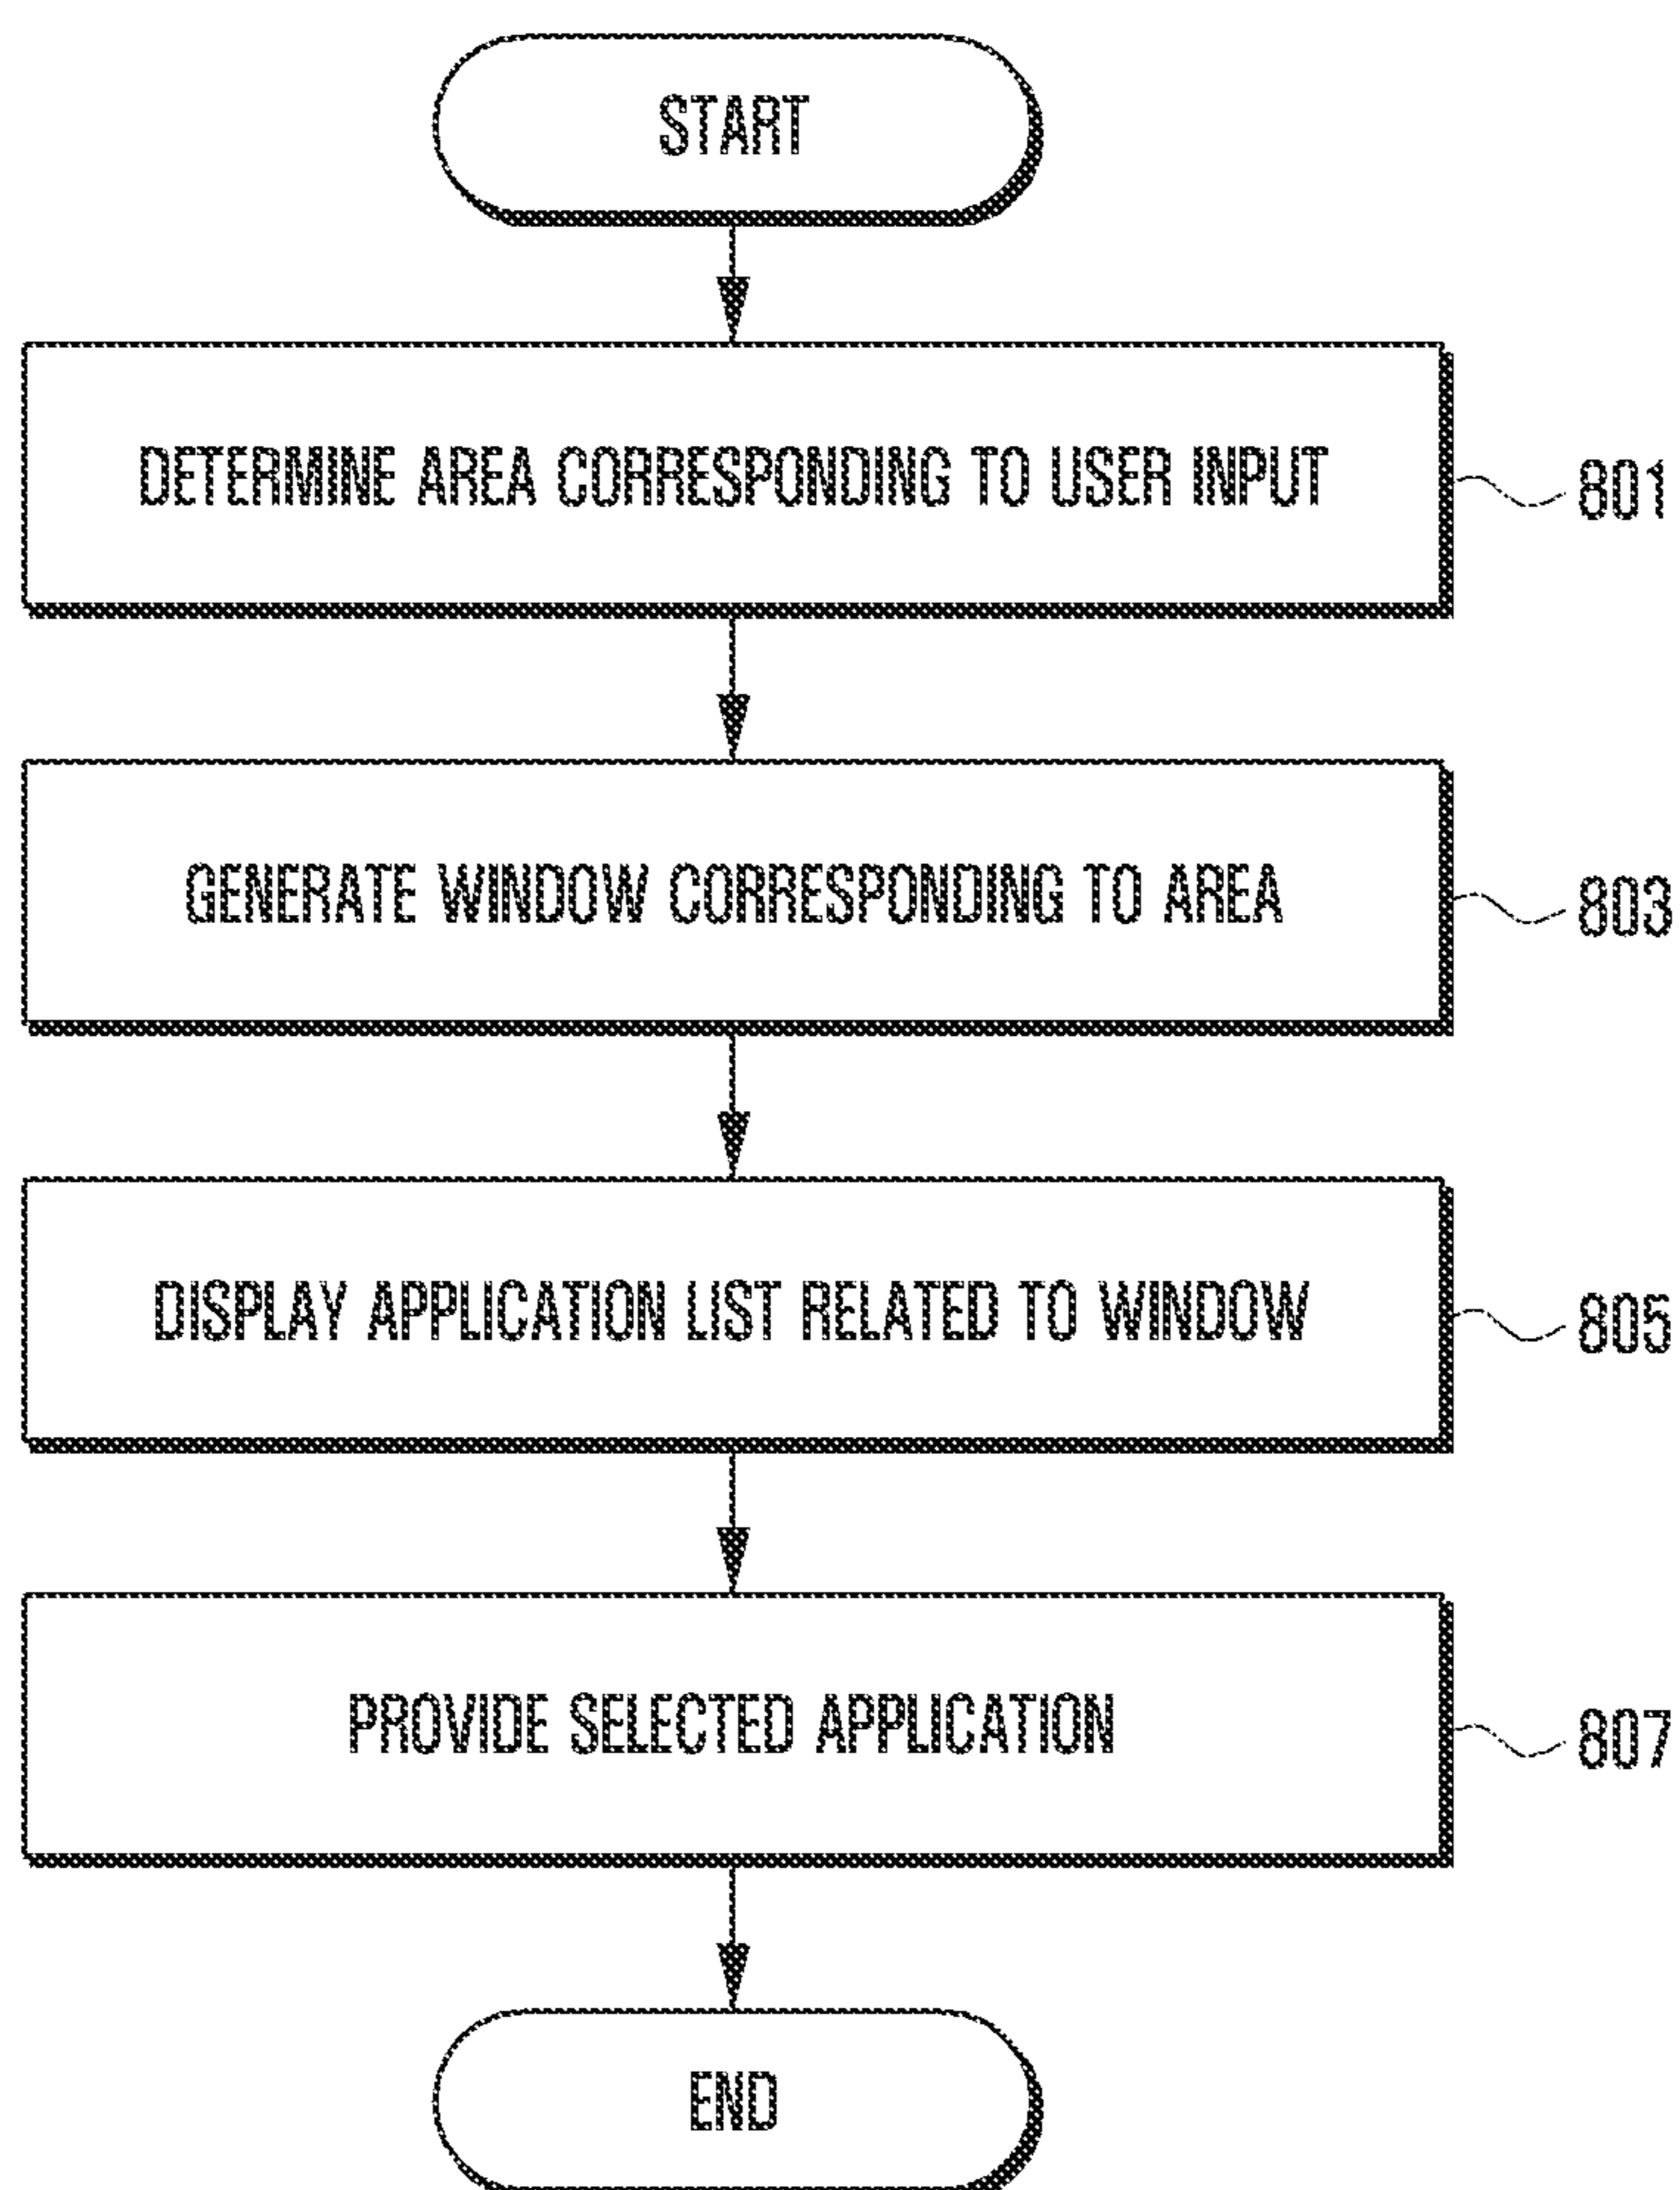 START
DETERMINE AREA CORRESPONDING TO USER INPUT
801
GENERATE WINDOW CORRESPONDING TO AREA
803
DISPLAY APPLICATION LIST RELATED TO WINDOW
805
PROVIDE SELECTED APPLICATION
807
END